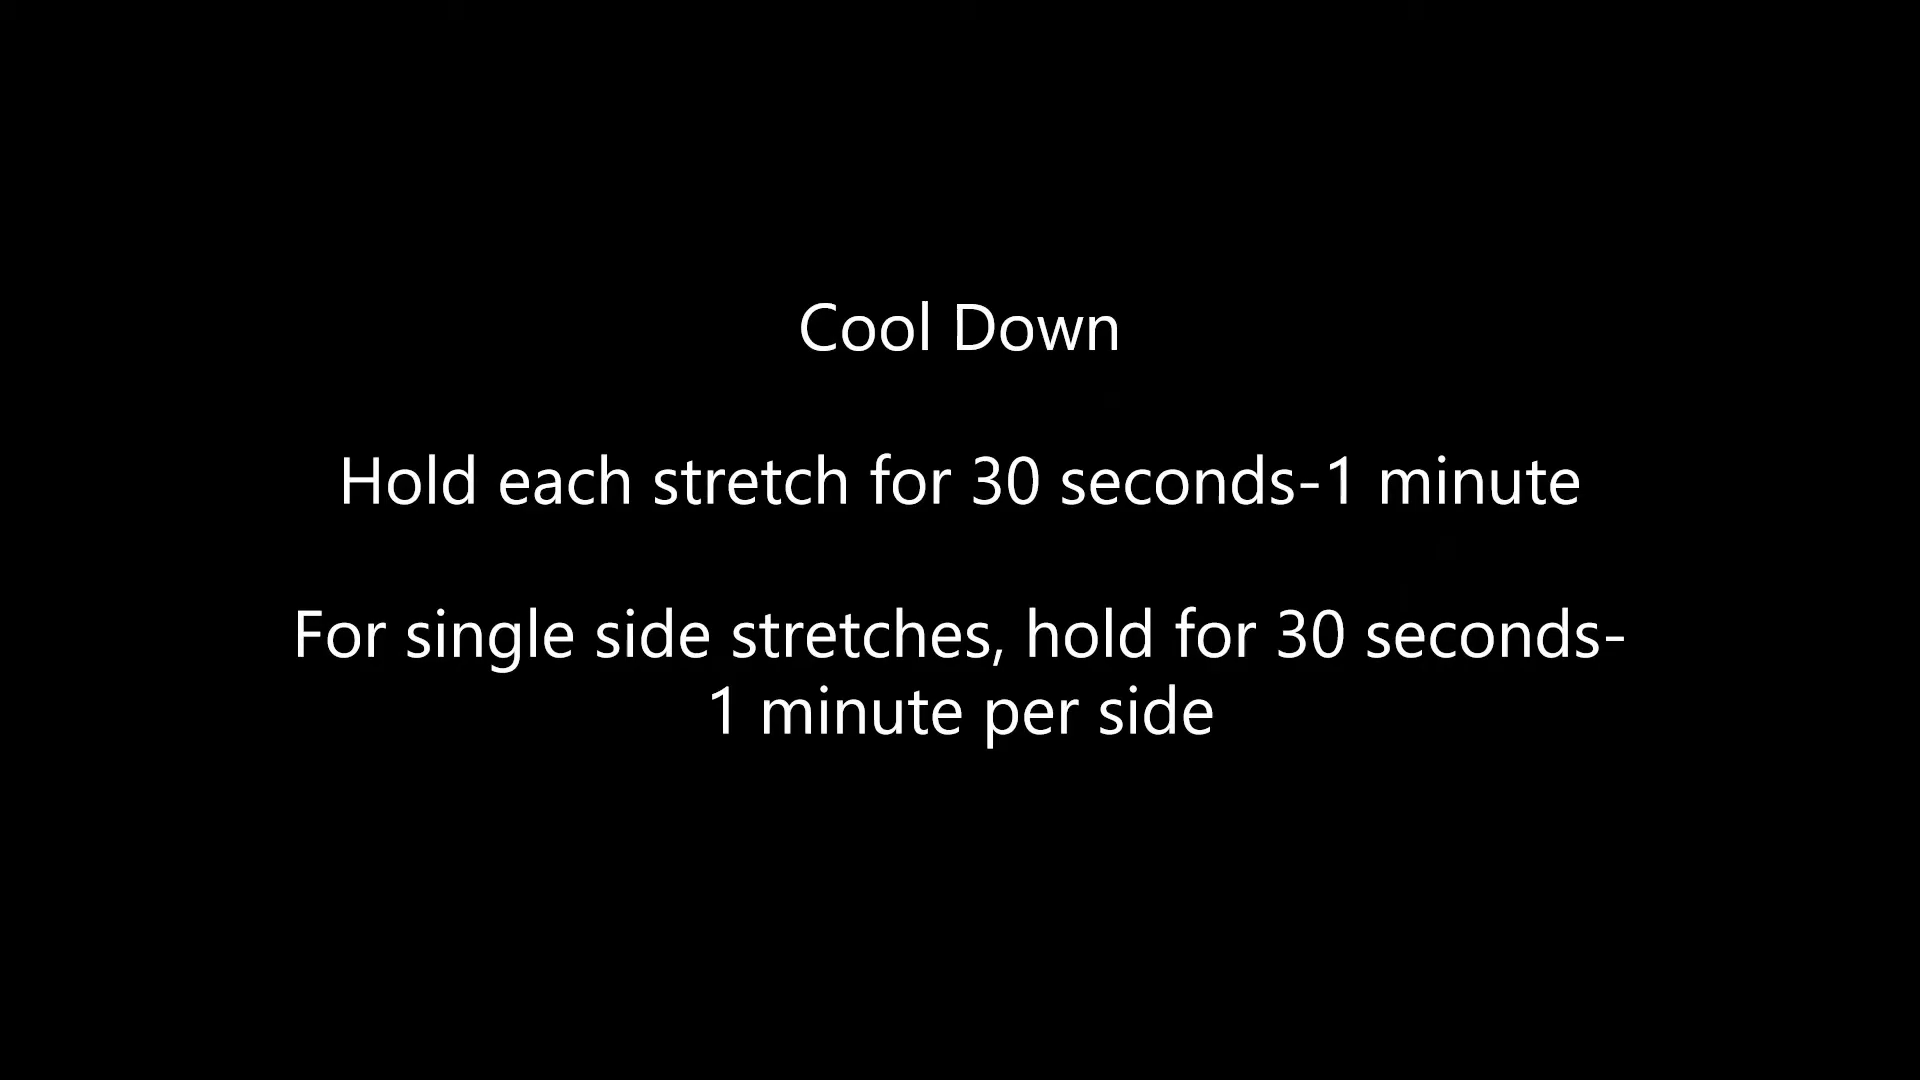 Cool Down
Hold each stretch for 30 seconds-1 minute
For single side stretches, hold for 30 seconds-
1 minute per side